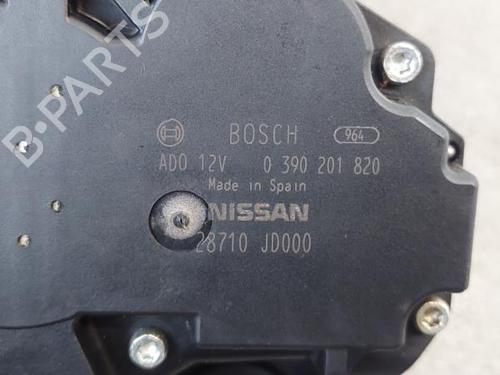 B-PARTS
BOSCH 964
ADO 12V 0 390 201 820
Made in Spain
NISSAN
28710 JD000